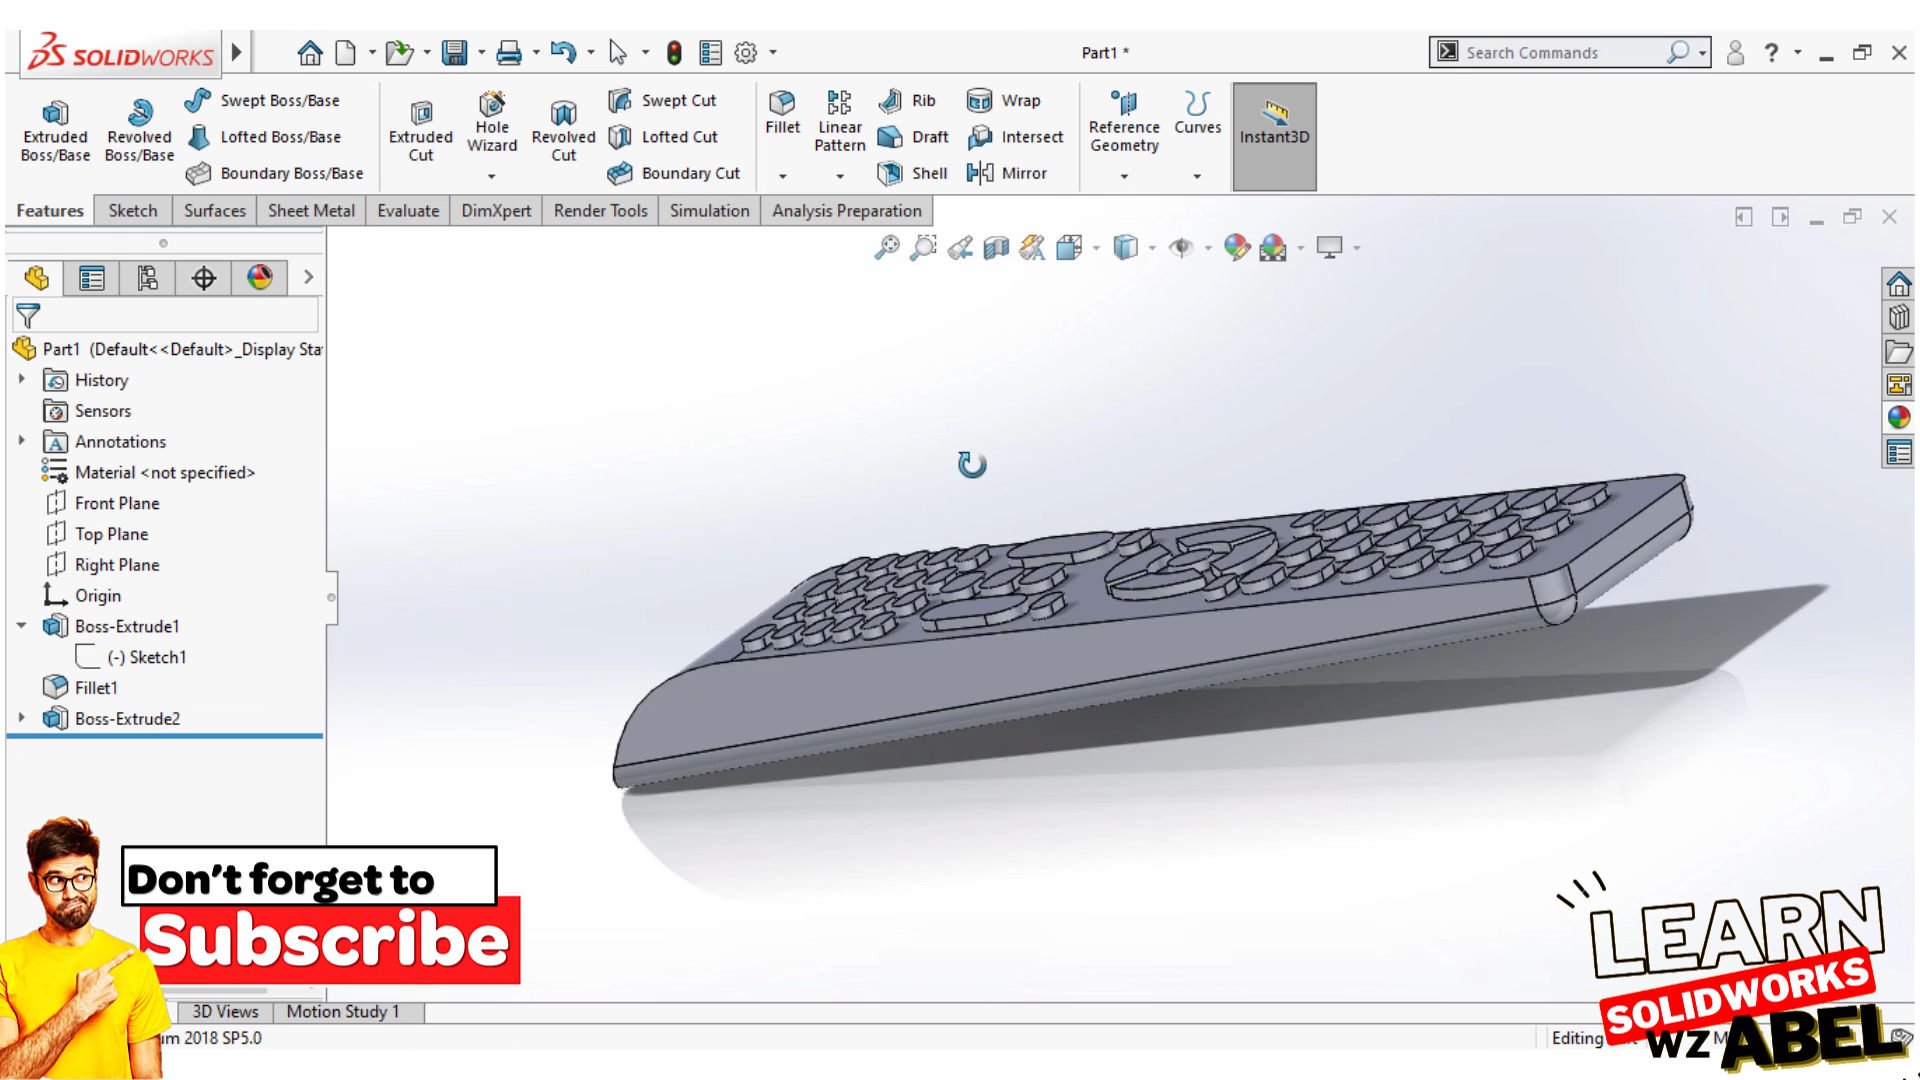 SOLIDWORKS
Part1 *
Search Commands
?
Extruded Boss/Base
Revolved Boss/Base
Swept Boss/Base
Lofted Boss/Base
Boundary Boss/Base
Extruded Cut
Hole Wizard
Revolved Cut
Swept Cut
Lofted Cut
Boundary Cut
Fillet
Linear Pattern
Rib
Draft
Shell
Wrap
Intersect
Mirror
Reference Geometry
Curves
Instant3D
Features
Sketch
Surfaces
Sheet Metal
Evaluate
DimXpert
Render Tools
Simulation
Analysis Preparation
Part1 (Default<<Default>_Display Sta
History
Sensors
Annotations
Material <not specified>
Front Plane
Top Plane
Right Plane
Origin
Boss-Extrude1
(-) Sketch1
Fillet1
Boss-Extrude2
Don't forget to
Subscribe
3D Views
Motion Study 1
um 2018 SP5.0
Editing
LEARN
SOLIDWORKS
WZ ABEL